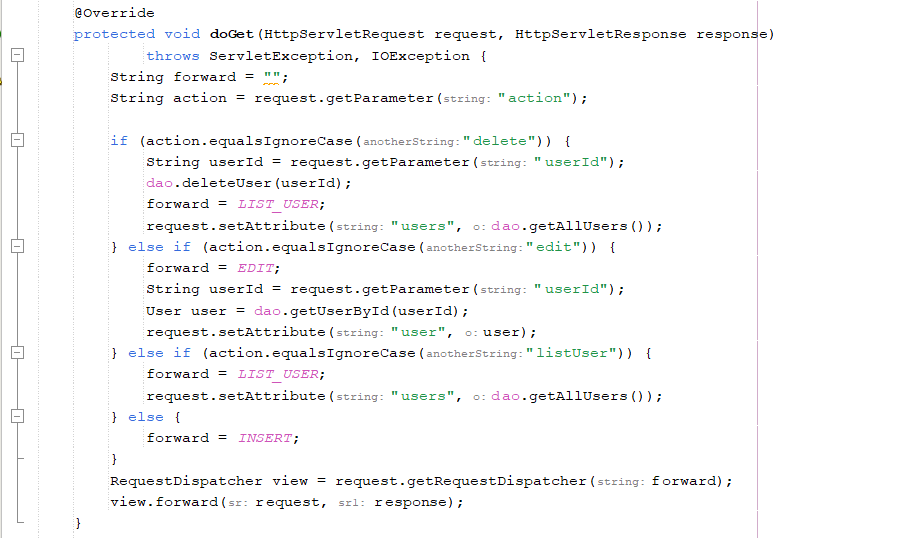 @Override
protected void doGet(HttpServletRequest request, HttpServletResponse response)
throws ServletException, IOException {
String forward = "";
String action = request.getParameter(string: "action");
if (action.equalsIgnoreCase(anotherString: "delete")) {
String userId = request.getParameter(string: "userId");
dao.deleteUser(userId);
forward = LIST_USER;
request.setAttribute(string: "users", o: dao.getAllUsers());
} else if (action.equalsIgnoreCase(anotherString: "edit")) {
forward = EDIT;
String userId = request.getParameter(string: "userId");
User user = dao.getUserById(userId);
request.setAttribute(string: "user", o: user);
} else if (action.equalsIgnoreCase(anotherString: "listUser")) {
forward = LIST_USER;
request.setAttribute(string: "users", o: dao.getAllUsers());
} else {
forward = INSERT;
}
RequestDispatcher view = request.getRequestDispatcher(string: forward);
view.forward(sr: request, sr1: response);
}